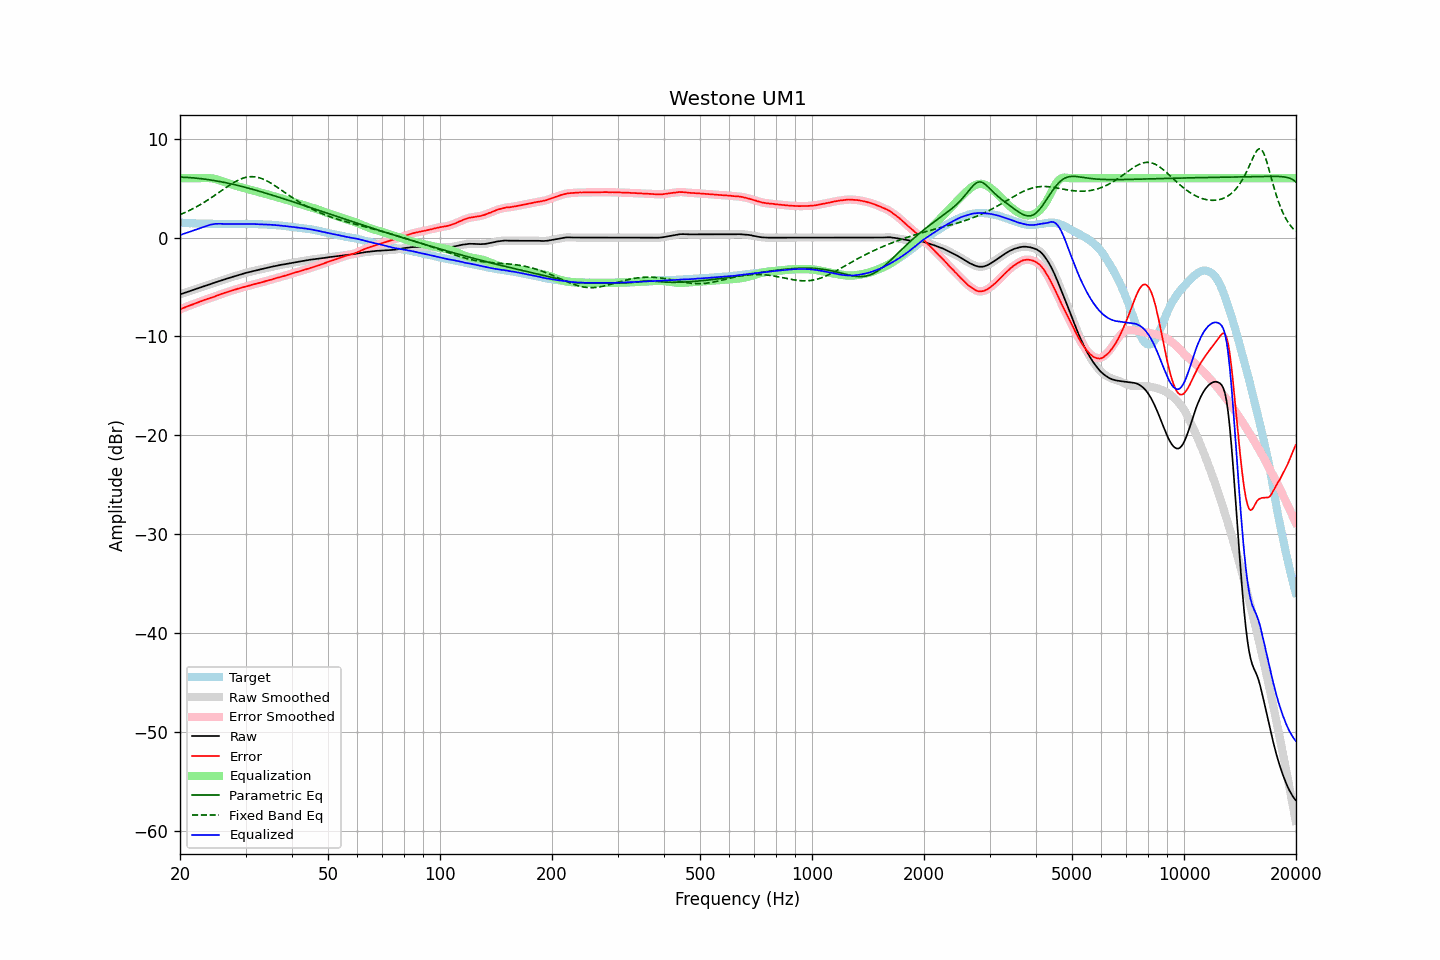 Westone UM1
Amplitude (dBr)
10
0
−10
−20
−30
−40
−50
−60
Target
Raw Smoothed
Error Smoothed
Raw
Error
Equalization
Parametric Eq
Fixed Band Eq
Equalized
20 50 100 200 500 1000 2000 5000 10000 20000
Frequency (Hz)